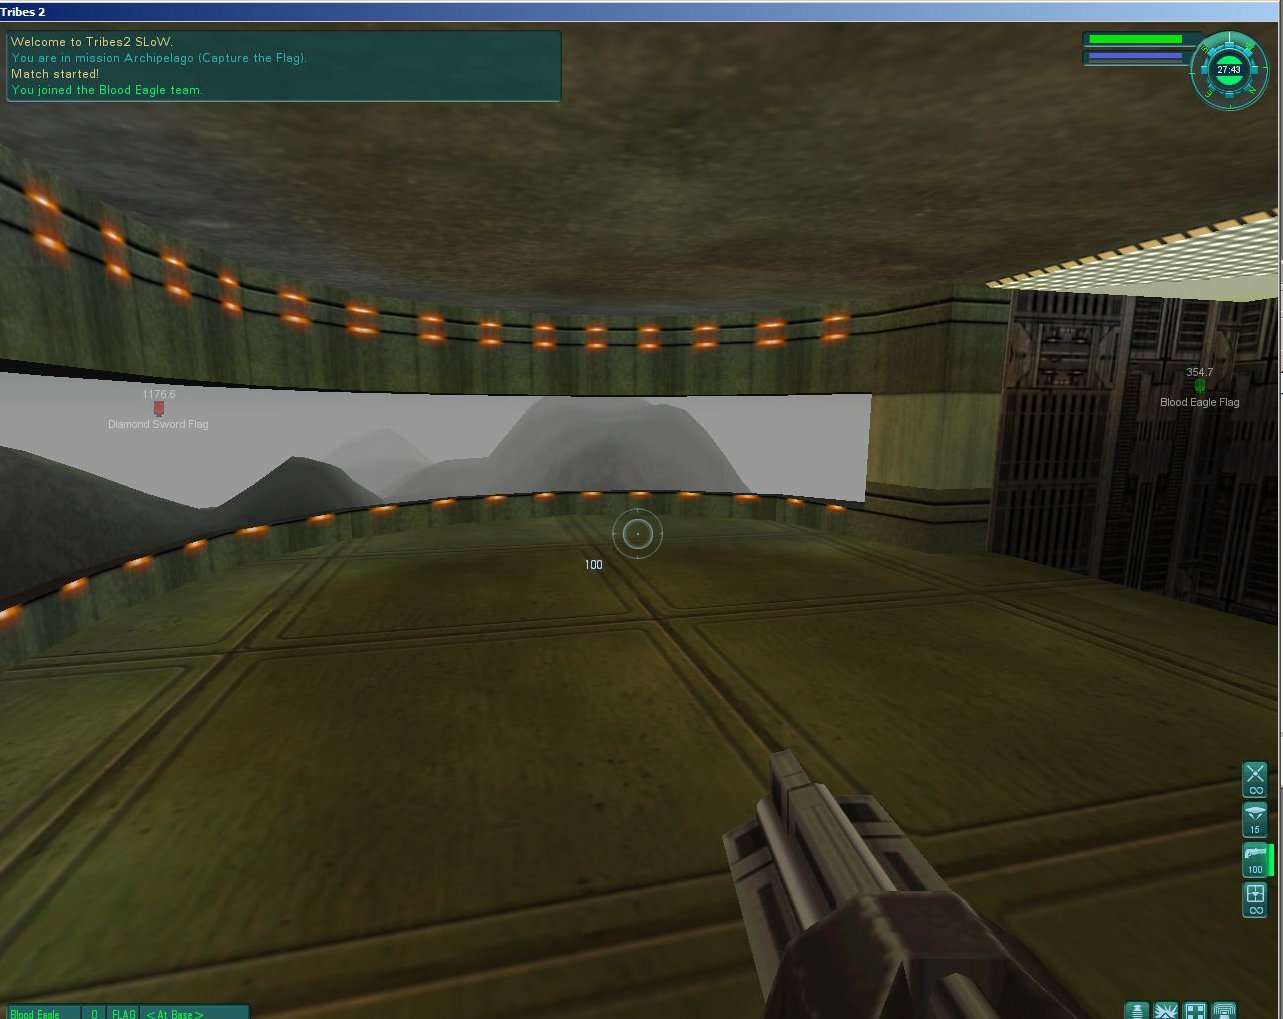 Tribes 2
Welcome to Tribes2 SLoW.
You are in mission Archipelago (Capture the Flag).
Match started!
You joined the Blood Eagle team.
27:43
1176.6
Diamond Sword Flag
354.7
Blood Eagle Flag
100
∞
15
100
∞
Blood Eagle 0 FLAG <At Base>